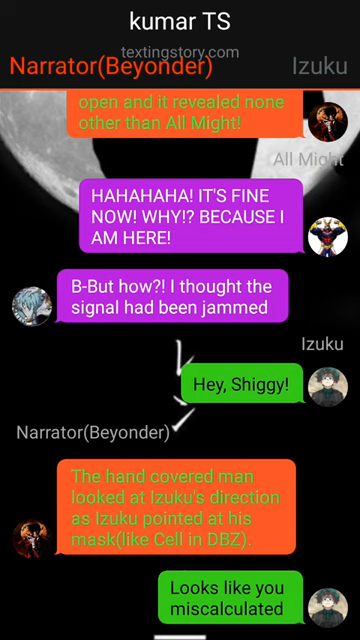 kumar TS
textingstory.com
Narrator(Beyonder)
Izuku
open and it revealed none
other than All Might!
All Might
HAHAHAHA! IT'S FINE
NOW! WHY!? BECAUSE I
AM HERE!
B-But how?! I thought the
signal had been jammed
Izuku
Hey, Shiggy!
Narrator(Beyonder)
The hand covered man
looked at Izuku's direction
as Izuku pointed at his
mask(like Cell in DBZ).
Looks like you
miscalculated